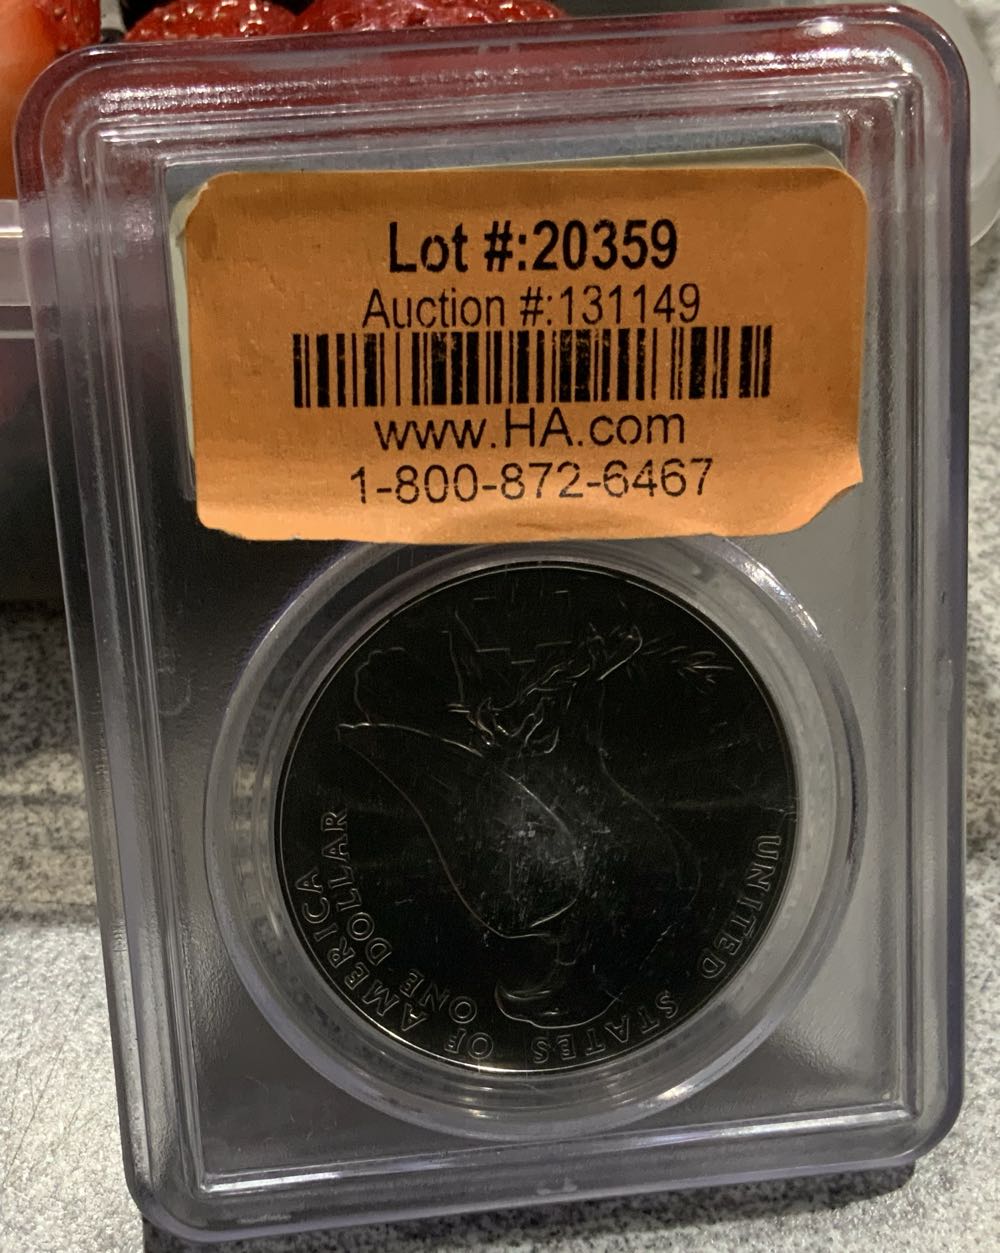 Lot #:20359
Auction #:131149
www.HA.com
1-800-872-6467
UNITED STATES OF AMERICA
ONE DOLLAR